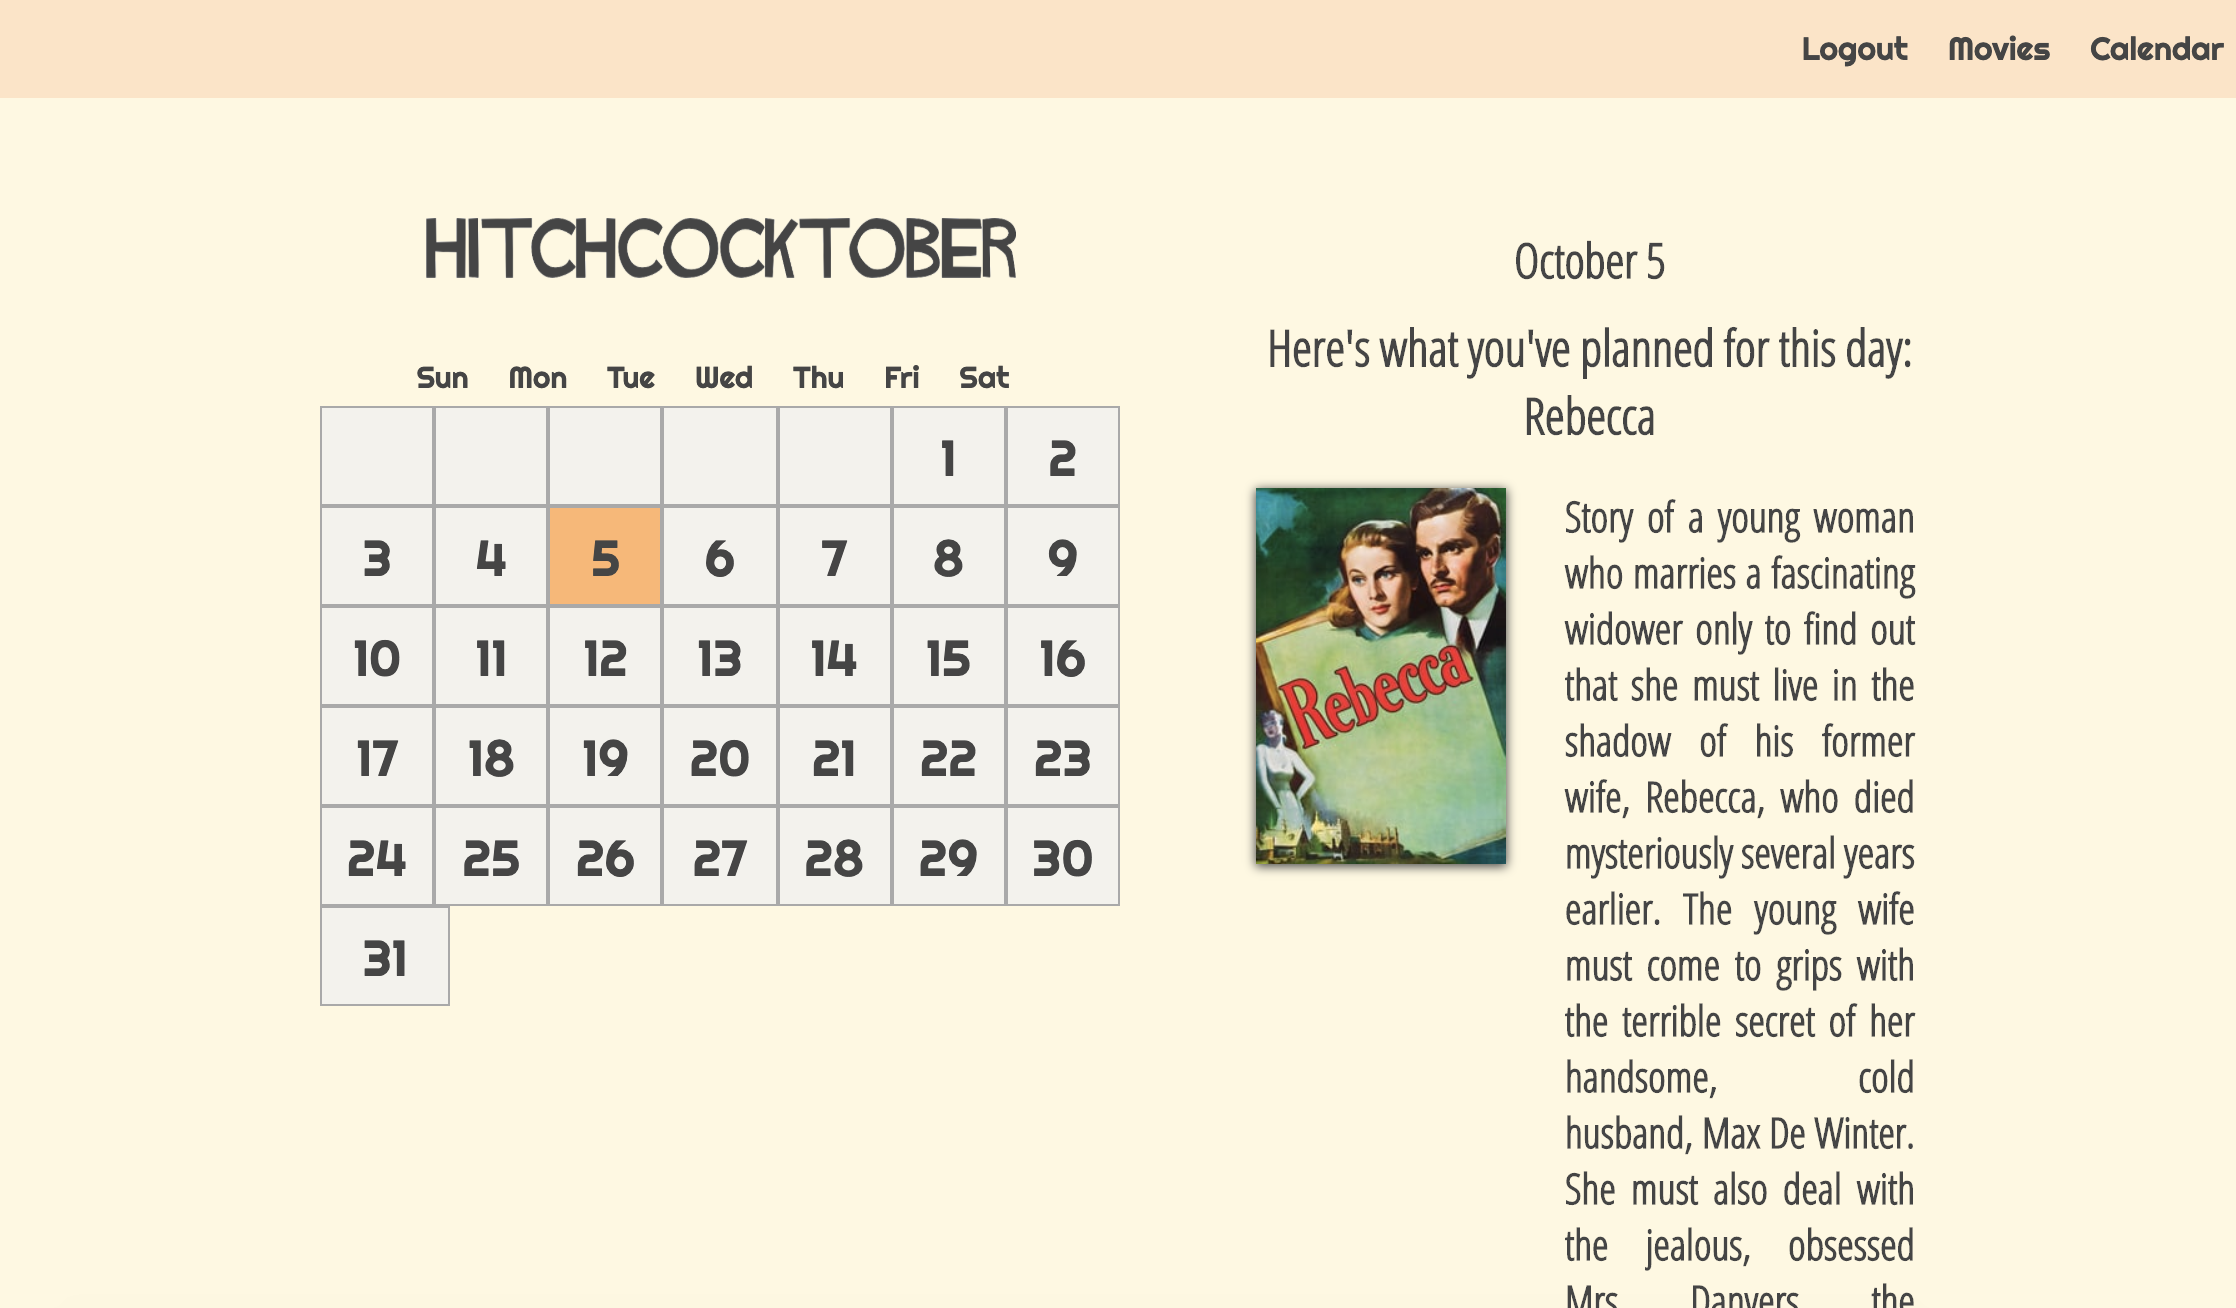 Logout Movies Calendar
HITCHCOCKTOBER
Sun Mon Tue Wed Thu Fri Sat
1 2
3 4 5 6 7 8 9
10 11 12 13 14 15 16
17 18 19 20 21 22 23
24 25 26 27 28 29 30
31
October 5
Here's what you've planned for this day:
Rebecca
Rebecca
Story of a young woman
who marries a fascinating
widower only to find out
that she must live in the
shadow of his former
wife, Rebecca, who died
mysteriously several years
earlier. The young wife
must come to grips with
the terrible secret of her
handsome, cold
husband, Max De Winter.
She must also deal with
the jealous, obsessed
Mrs. Danvers, the